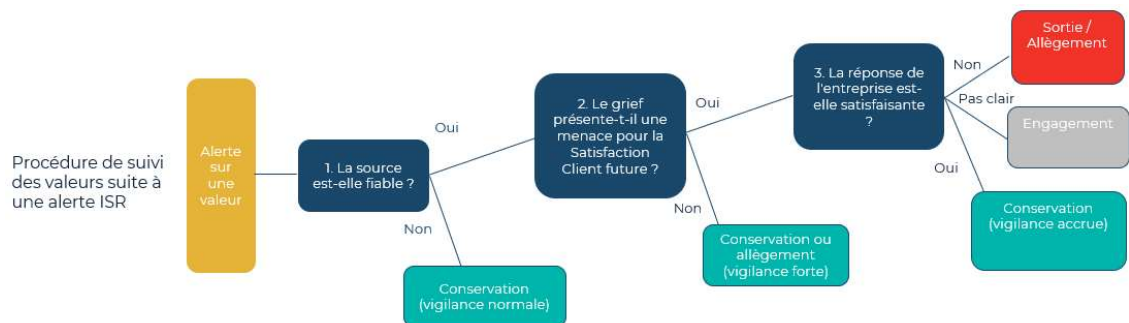 Procédure de suivi
des valeurs suite à
une alerte ISR
Alerte
sur
une
valeur
1. La source
est-elle fiable ?
Oui
Non
Conservation
(vigilance normale)
2. Le grief
présente-t-il une
menace pour la
Satisfaction
Client future ?
Oui
Non
Conservation ou
allègement
(vigilance forte)
3. La réponse de
l'entreprise est-
elle satisfaisante
?
Non
Pas clair
Oui
Sortie /
Allègement
Engagement
Conservation
(vigilance accrue)